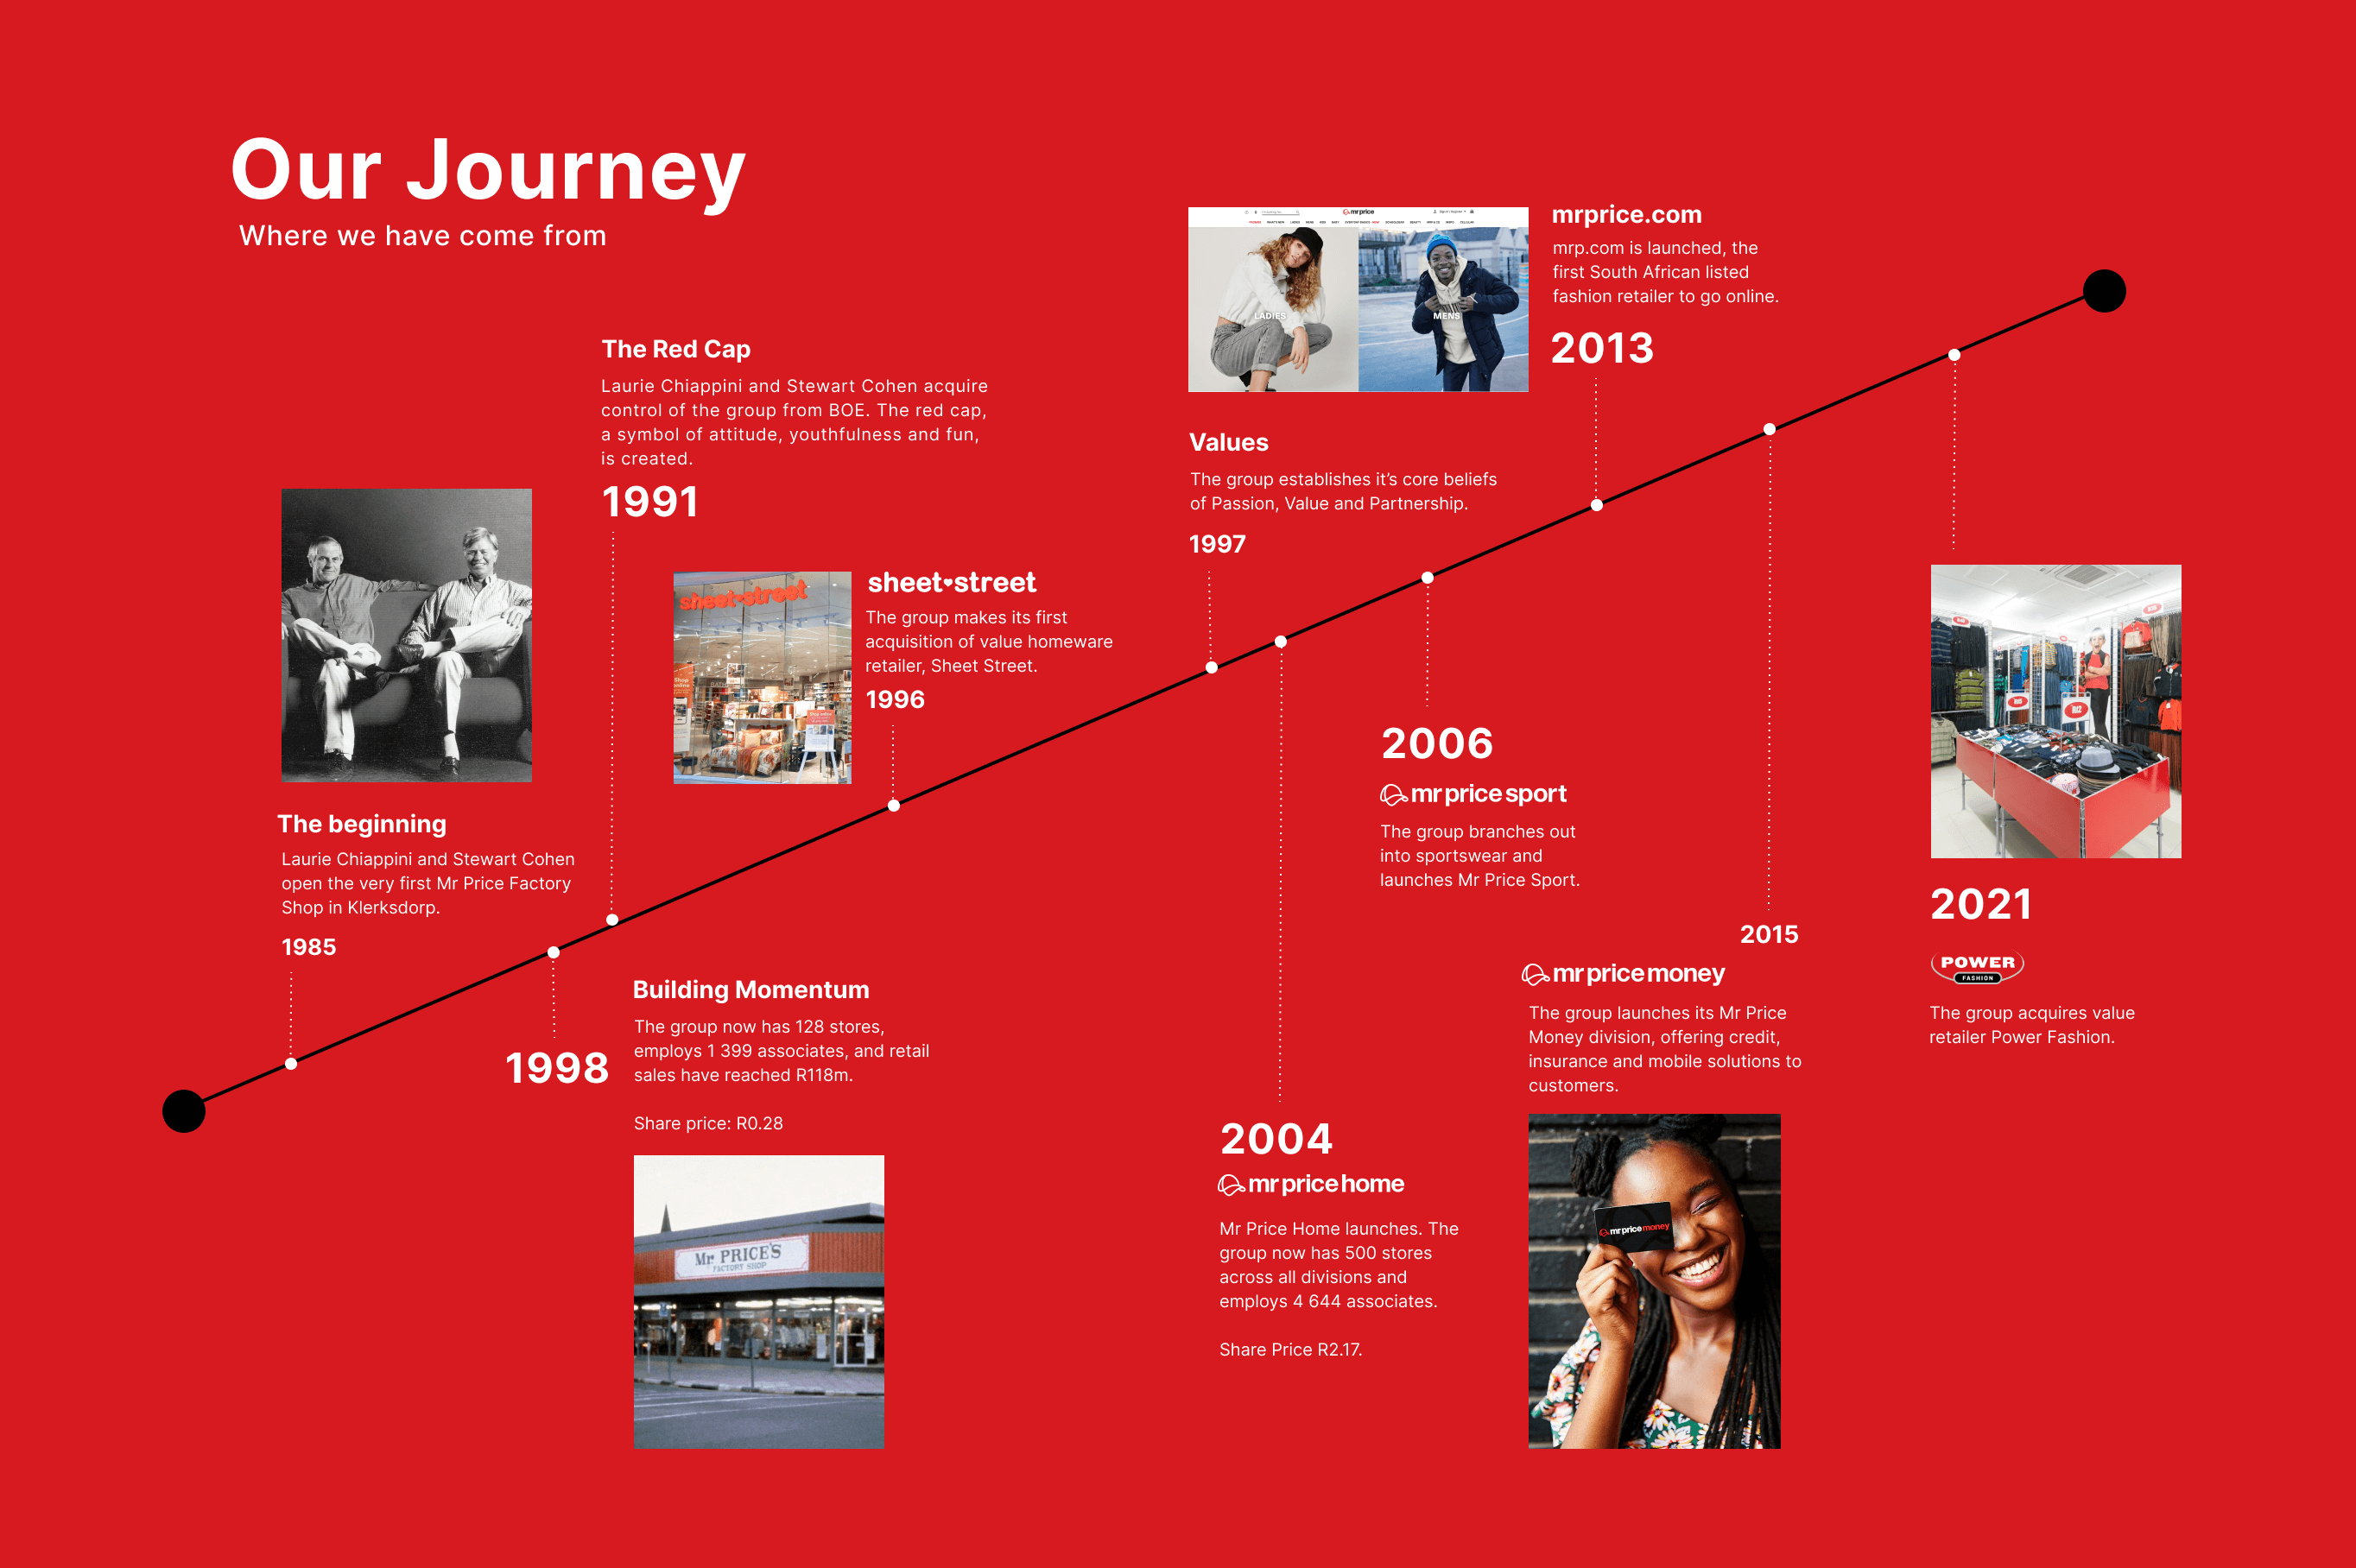 Our Journey
Where we have come from
The Red Cap
Laurie Chiappini and Stewart Cohen acquire
control of the group from BOE. The red cap,
a symbol of attitude, youthfulness and fun,
is created.
1991
The beginning
Laurie Chiappini and Stewart Cohen
open the very first Mr Price Factory
Shop in Klerksdorp.
1985
sheet street
sheet street
The group makes its first
acquisition of value homeware
retailer, Sheet Street.
1996
1998
Building Momentum
The group now has 128 stores,
employs 1 399 associates, and retail
sales have reached R118m.
Share price: R0.28
Mr PRICE'S
FACTORY SHOP
mr price
LADIES
MENS
mrprice.com
mrp.com is launched, the
first South African listed
fashion retailer to go online.
2013
Values
The group establishes it’s core beliefs
of Passion, Value and Partnership.
1997
2004
mr price home
Mr Price Home launches. The
group now has 500 stores
across all divisions and
employs 4 644 associates.
Share Price R2.17.
2006
mr price sport
The group branches out
into sportswear and
launches Mr Price Sport.
2015
mr price money
The group launches its Mr Price
Money division, offering credit,
insurance and mobile solutions to
customers.
mr price money
2021
POWER
FASHION
The group acquires value
retailer Power Fashion.